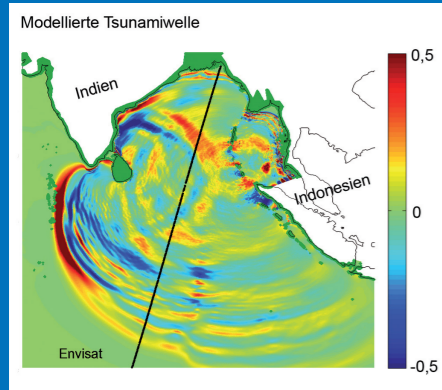 Modellierte Tsunamiwelle
0,5
Indien
Indonesien
0
Envisat
-0,5